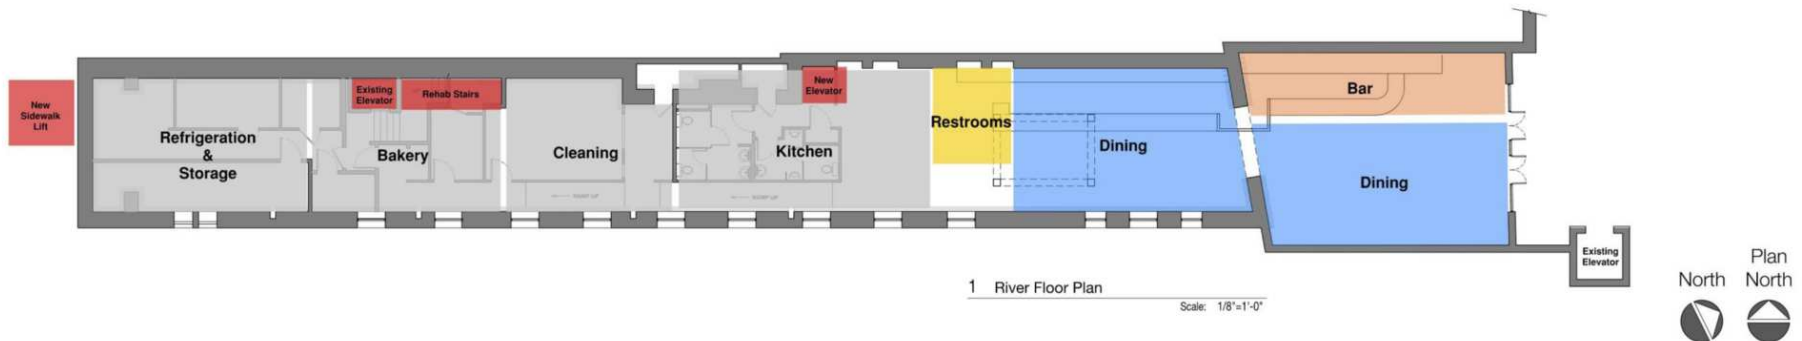 New
Sidewalk
Lift
Refrigeration
&
Storage
Existing
Elevator
Rehab Stairs
Bakery
Cleaning
Kitchen
New
Elevator
Restrooms
Dining
Bar
Dining
Existing
Elevator
1 River Floor Plan
Scale: 1/8"=1'-0"
North
Plan
North